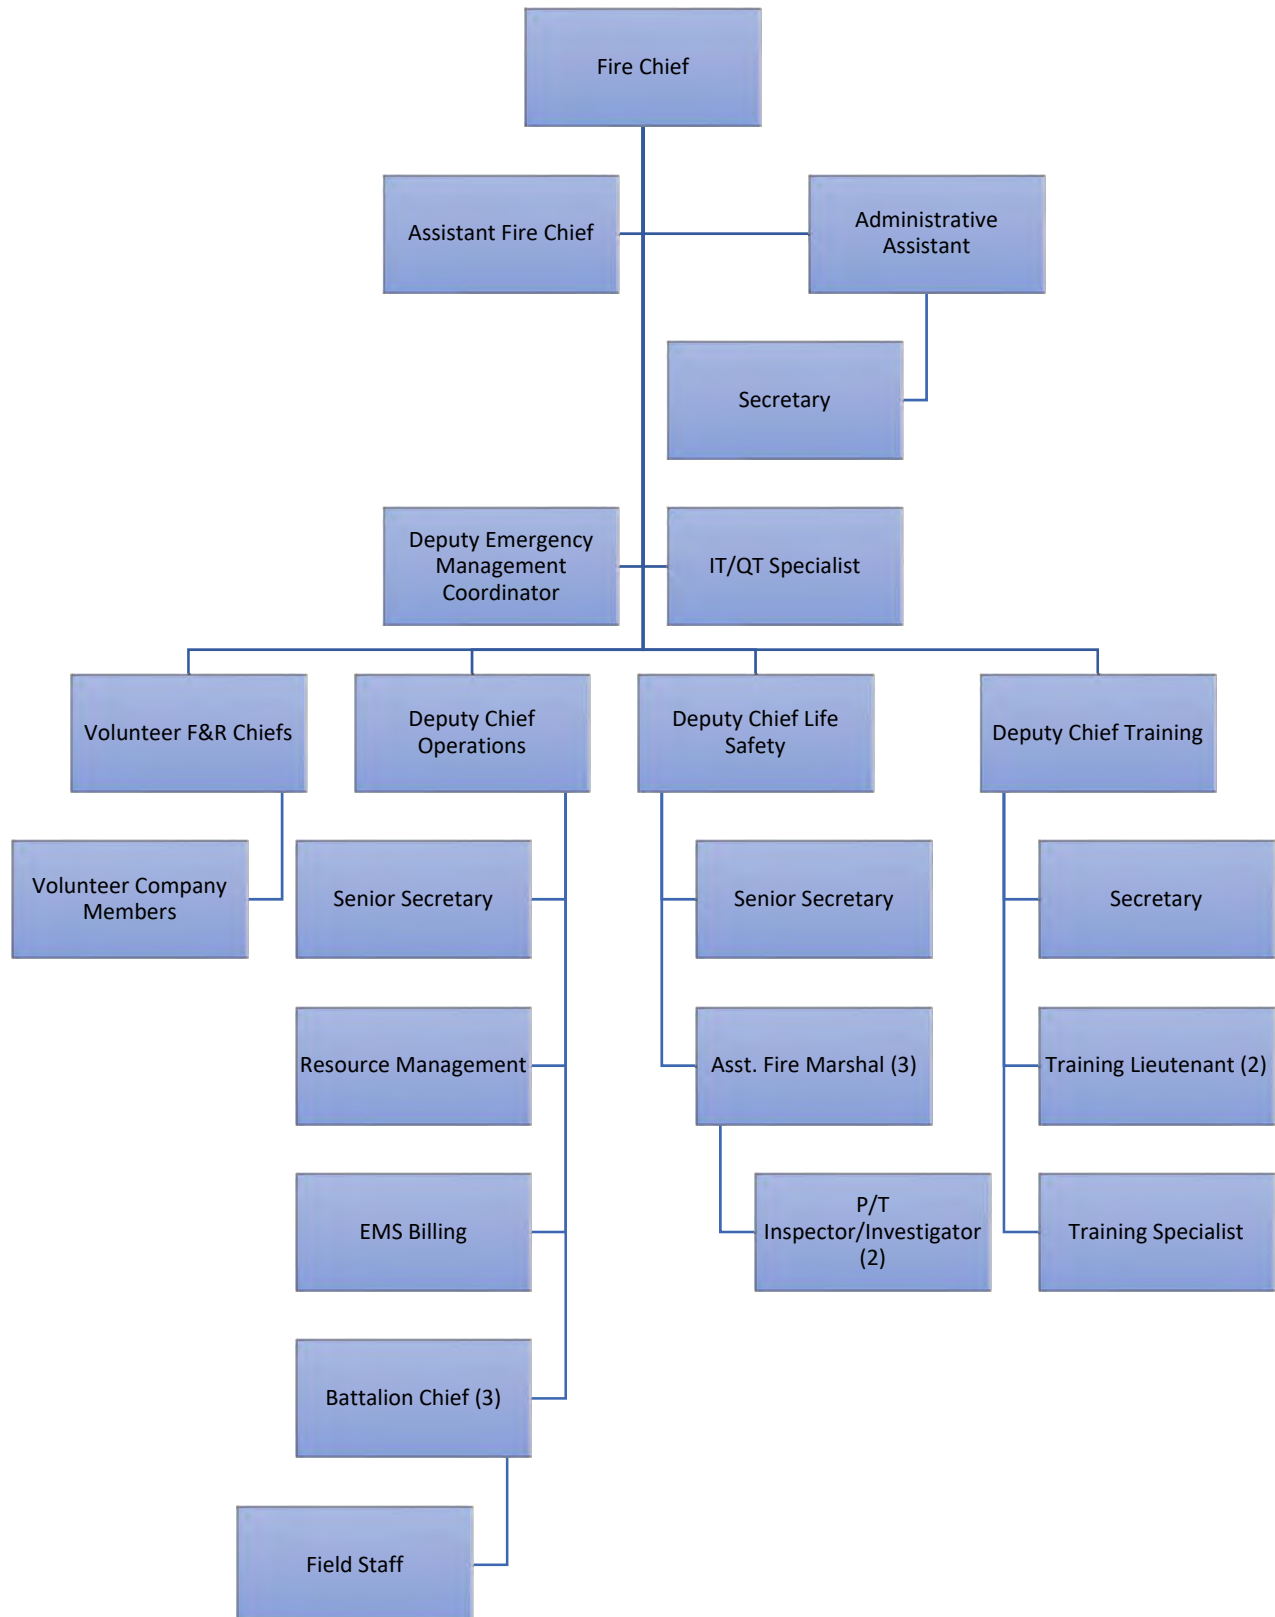 Fire Chief
Assistant Fire Chief
Administrative
Assistant
Secretary
Deputy Emergency
Management
Coordinator
IT/QT Specialist
Volunteer F&R Chiefs
Deputy Chief
Operations
Deputy Chief Life
Safety
Deputy Chief Training
Volunteer Company
Members
Senior Secretary
Senior Secretary
Secretary
Resource Management
Asst. Fire Marshal (3)
Training Lieutenant (2)
EMS Billing
P/T
Inspector/Investigator
(2)
Training Specialist
Battalion Chief (3)
Field Staff